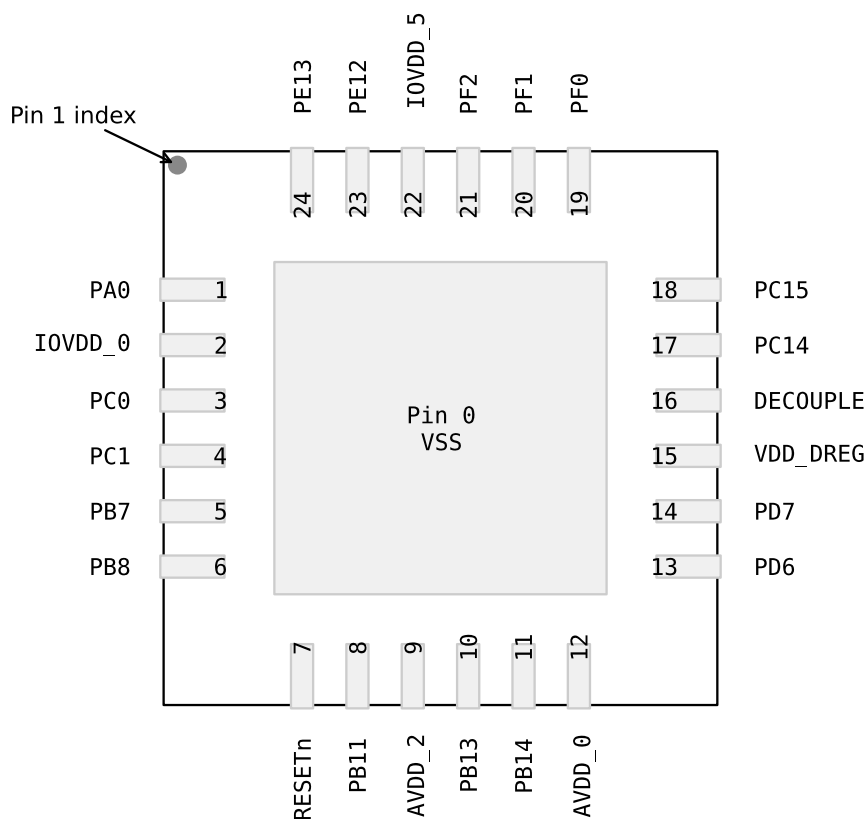 PE13
PE12
IOVDD_5
PF2
PF1
PF0
Pin 1 index
24
23
22
21
20
19
PA0 1
18 PC15
IOVDD_0 2
17 PC14
PC0 3
16 DECOUPLE
PC1 4
15 VDD_DREG
PB7 5
14 PD7
PB8 6
13 PD6
Pin 0
VSS
7
8
9
10
11
12
RESETn
PB11
AVDD_2
PB13
PB14
AVDD_0